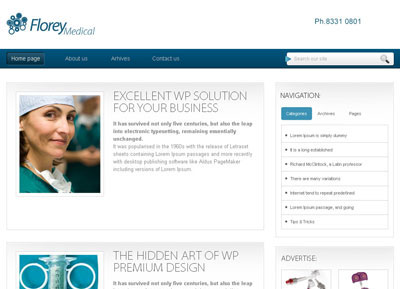 Florey Medical
Ph.8331 0801
Home page
About us
Arhives
Contact us
Search our site
EXCELLENT WP SOLUTION
FOR YOUR BUSINESS
It has survived not only five centuries, but also the leap
into electronic typesetting, remaining essentially
unchanged.
It was popularised in the 1960s with the release of Letraset
sheets containing Lorem Ipsum passages and more recently
with desktop publishing software like Aldus PageMaker
including versions of Lorem Ipsum.
NAVIGATION:
Categories
Archives
Pages
Lorem Ipsum is simply dummy
It is a long established
Richard McClintock, a Latin professor
There are many variations
Internet tend to repeat predefined
Lorem Ipsum passage, and going
Tips & Tricks
THE HIDDEN ART OF WP
PREMIUM DESIGN
It has survived not only five centuries, but also the leap
into electronic typesetting, remaining essentially
ADVERTISE: